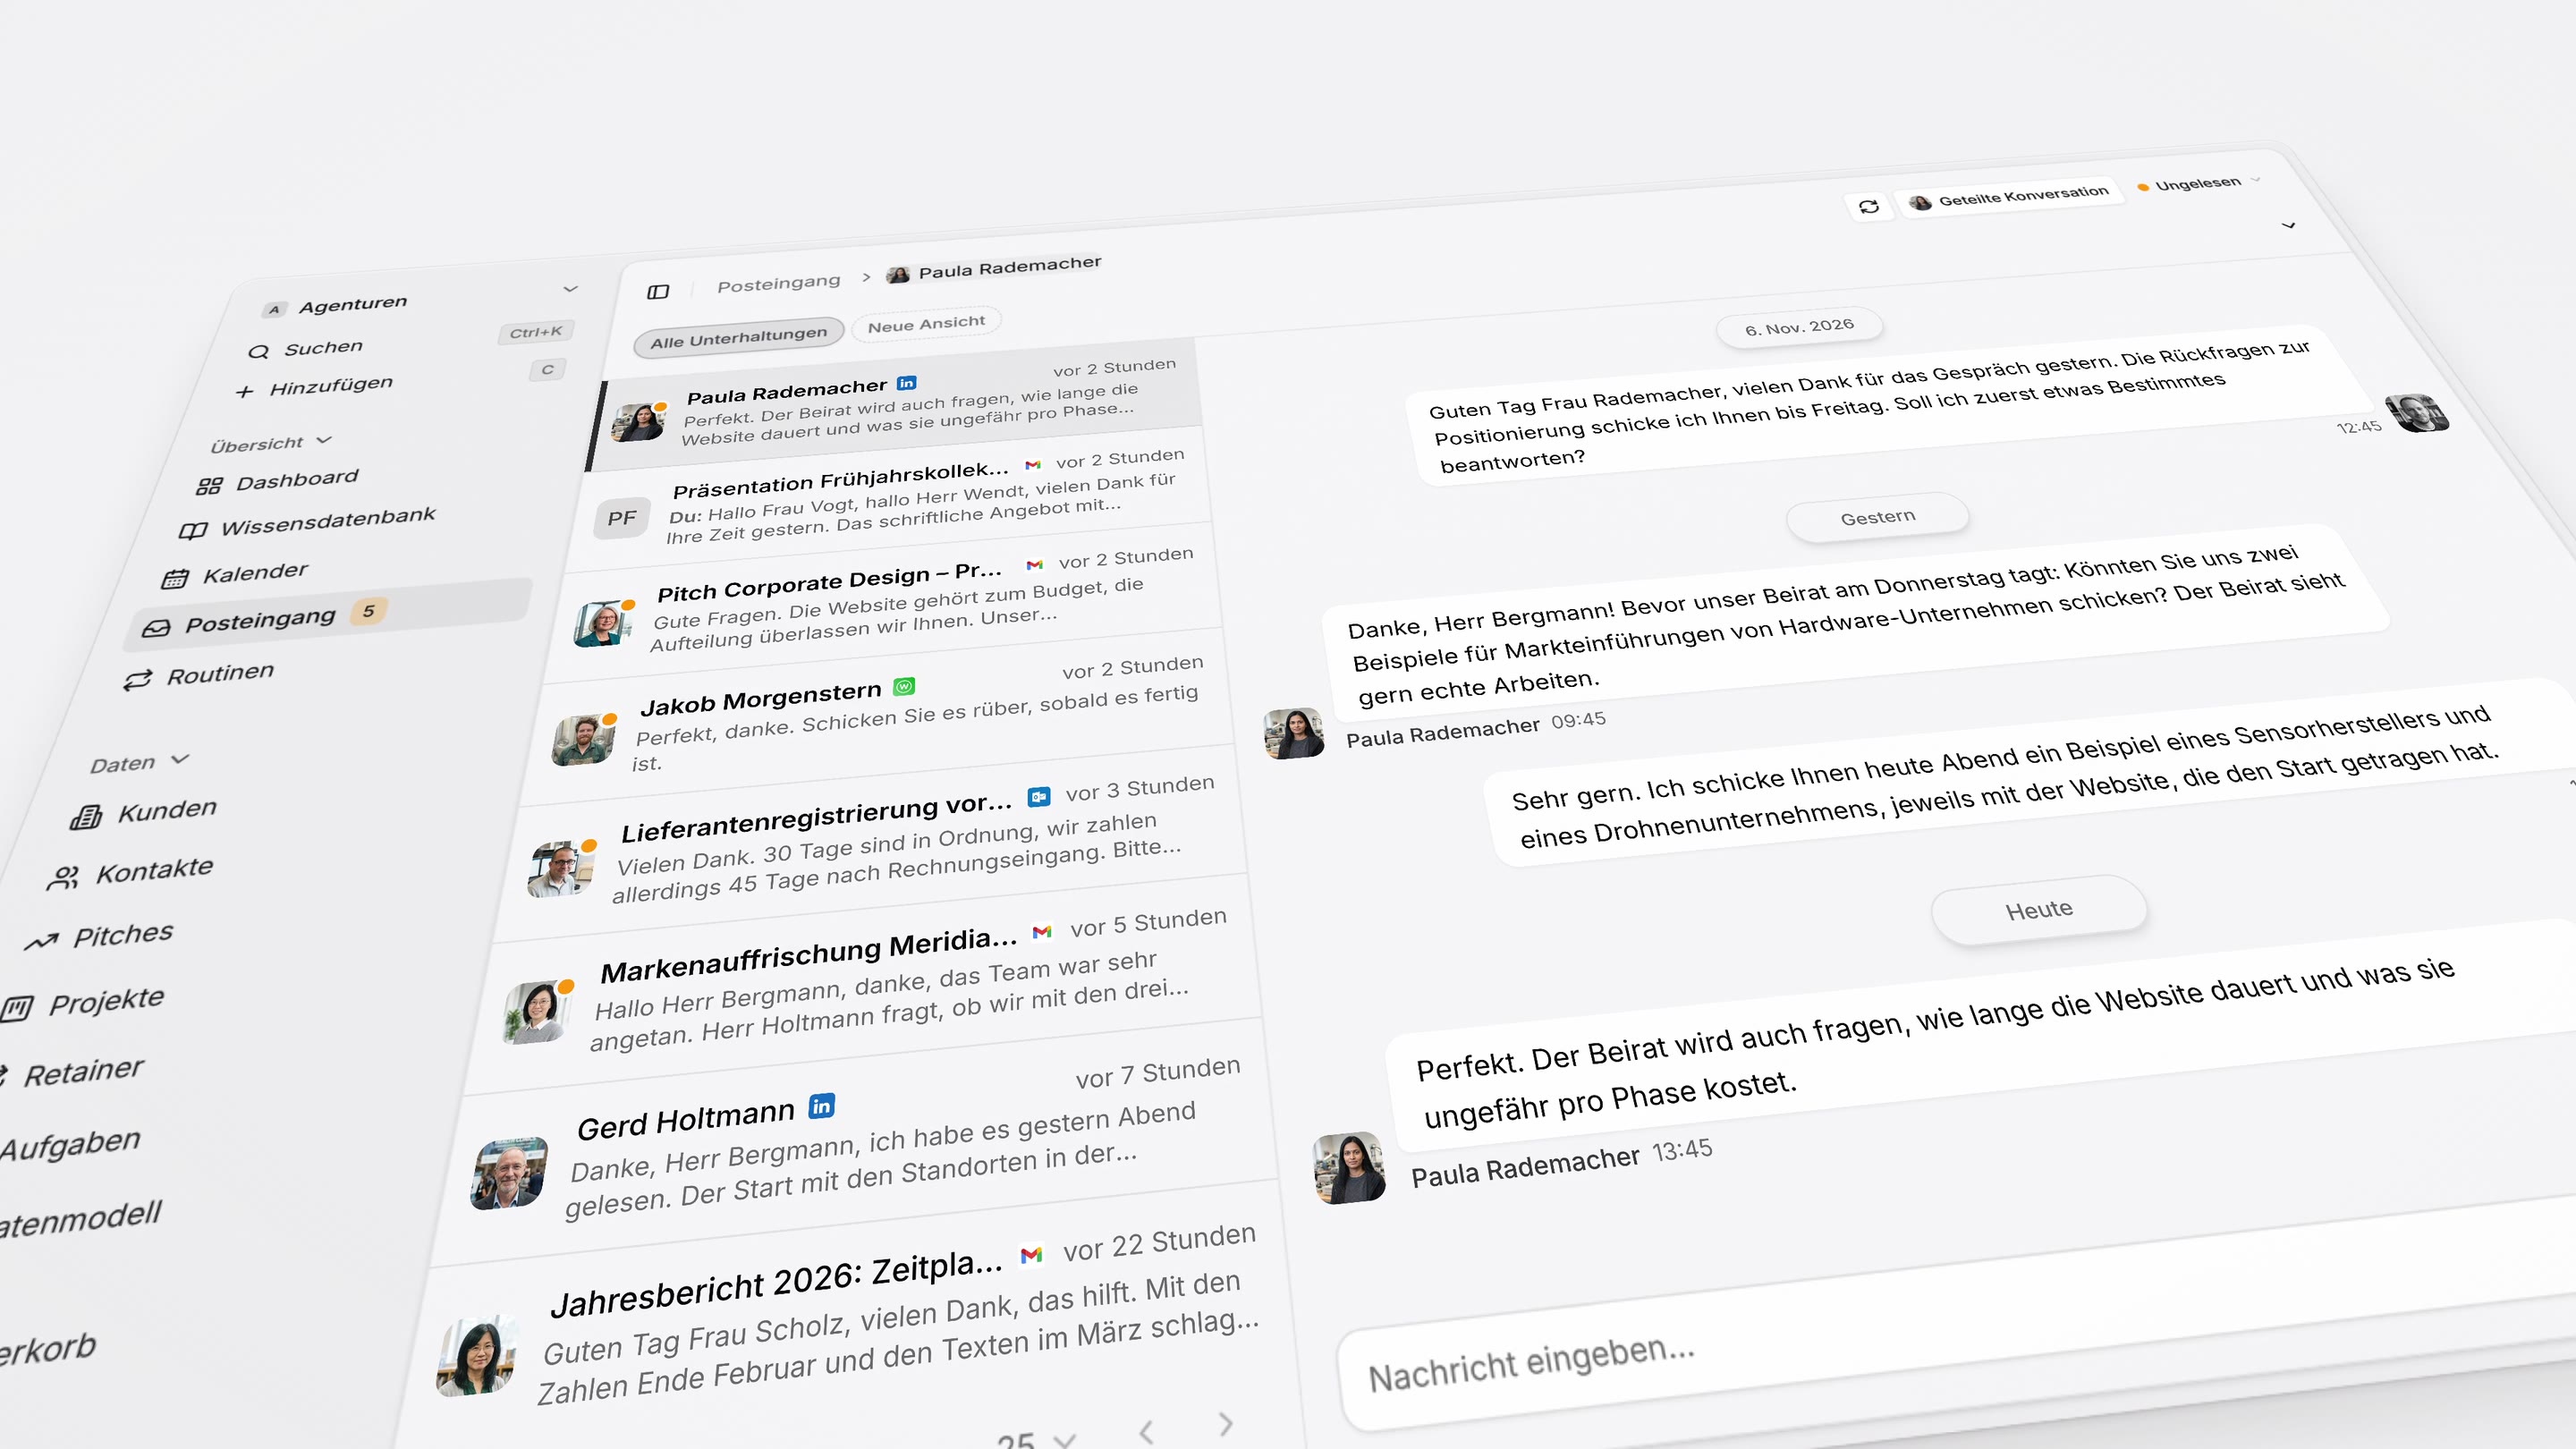 A Agenturen
Suchen Ctrl+K
Hinzufügen C
Übersicht
Dashboard
Wissensdatenbank
Kalender
Posteingang 5
Routinen
Daten
Kunden
Kontakte
Pitches
Projekte
Retainer
Aufgaben
Posteingang > Paula Rademacher
Geteilte Konversation
Ungelesen
Alle Unterhaltungen
Neue Ansicht
Paula Rademacher in vor 2 Stunden
Perfekt. Der Beirat wird auch fragen, wie lange die
Website dauert und was sie ungefähr pro Phase...
PF
Präsentation Frühjahrskollek... vor 2 Stunden
Du: Hallo Frau Vogt, hallo Herr Wendt, vielen Dank für
Ihre Zeit gestern. Das schriftliche Angebot mit...
Pitch Corporate Design – Pr... vor 2 Stunden
Gute Fragen. Die Website gehört zum Budget, die
Aufteilung überlassen wir Ihnen. Unser...
Jakob Morgenstern vor 2 Stunden
Perfekt, danke. Schicken Sie es rüber, sobald es fertig
ist.
Lieferantenregistrierung vor... vor 3 Stunden
Vielen Dank. 30 Tage sind in Ordnung, wir zahlen
allerdings 45 Tage nach Rechnungseingang. Bitte...
Markenauffrischung Meridia... vor 5 Stunden
Hallo Herr Bergmann, danke, das Team war sehr
angetan. Herr Holtmann fragt, ob wir mit den drei...
Gerd Holtmann in vor 7 Stunden
Danke, Herr Bergmann, ich habe es gestern Abend
gelesen. Der Start mit den Standorten in der...
Jahresbericht 2026: Zeitpla... vor 22 Stunden
Guten Tag Frau Scholz, vielen Dank, das hilft. Mit den
Zahlen Ende Februar und den Texten im März schlag...
25
6. Nov. 2026
Guten Tag Frau Rademacher, vielen Dank für das Gespräch gestern. Die Rückfragen zur
Positionierung schicke ich Ihnen bis Freitag. Soll ich zuerst etwas Bestimmtes
beantworten?
12:45
Gestern
Danke, Herr Bergmann! Bevor unser Beirat am Donnerstag tagt: Könnten Sie uns zwei
Beispiele für Markteinführungen von Hardware-Unternehmen schicken? Der Beirat sieht
gern echte Arbeiten.
Paula Rademacher 09:45
Sehr gern. Ich schicke Ihnen heute Abend ein Beispiel eines Sensorherstellers und
eines Drohnenunternehmens, jeweils mit der Website, die den Start getragen hat.
Heute
Perfekt. Der Beirat wird auch fragen, wie lange die Website dauert und was sie
ungefähr pro Phase kostet.
Paula Rademacher 13:45
Nachricht eingeben...